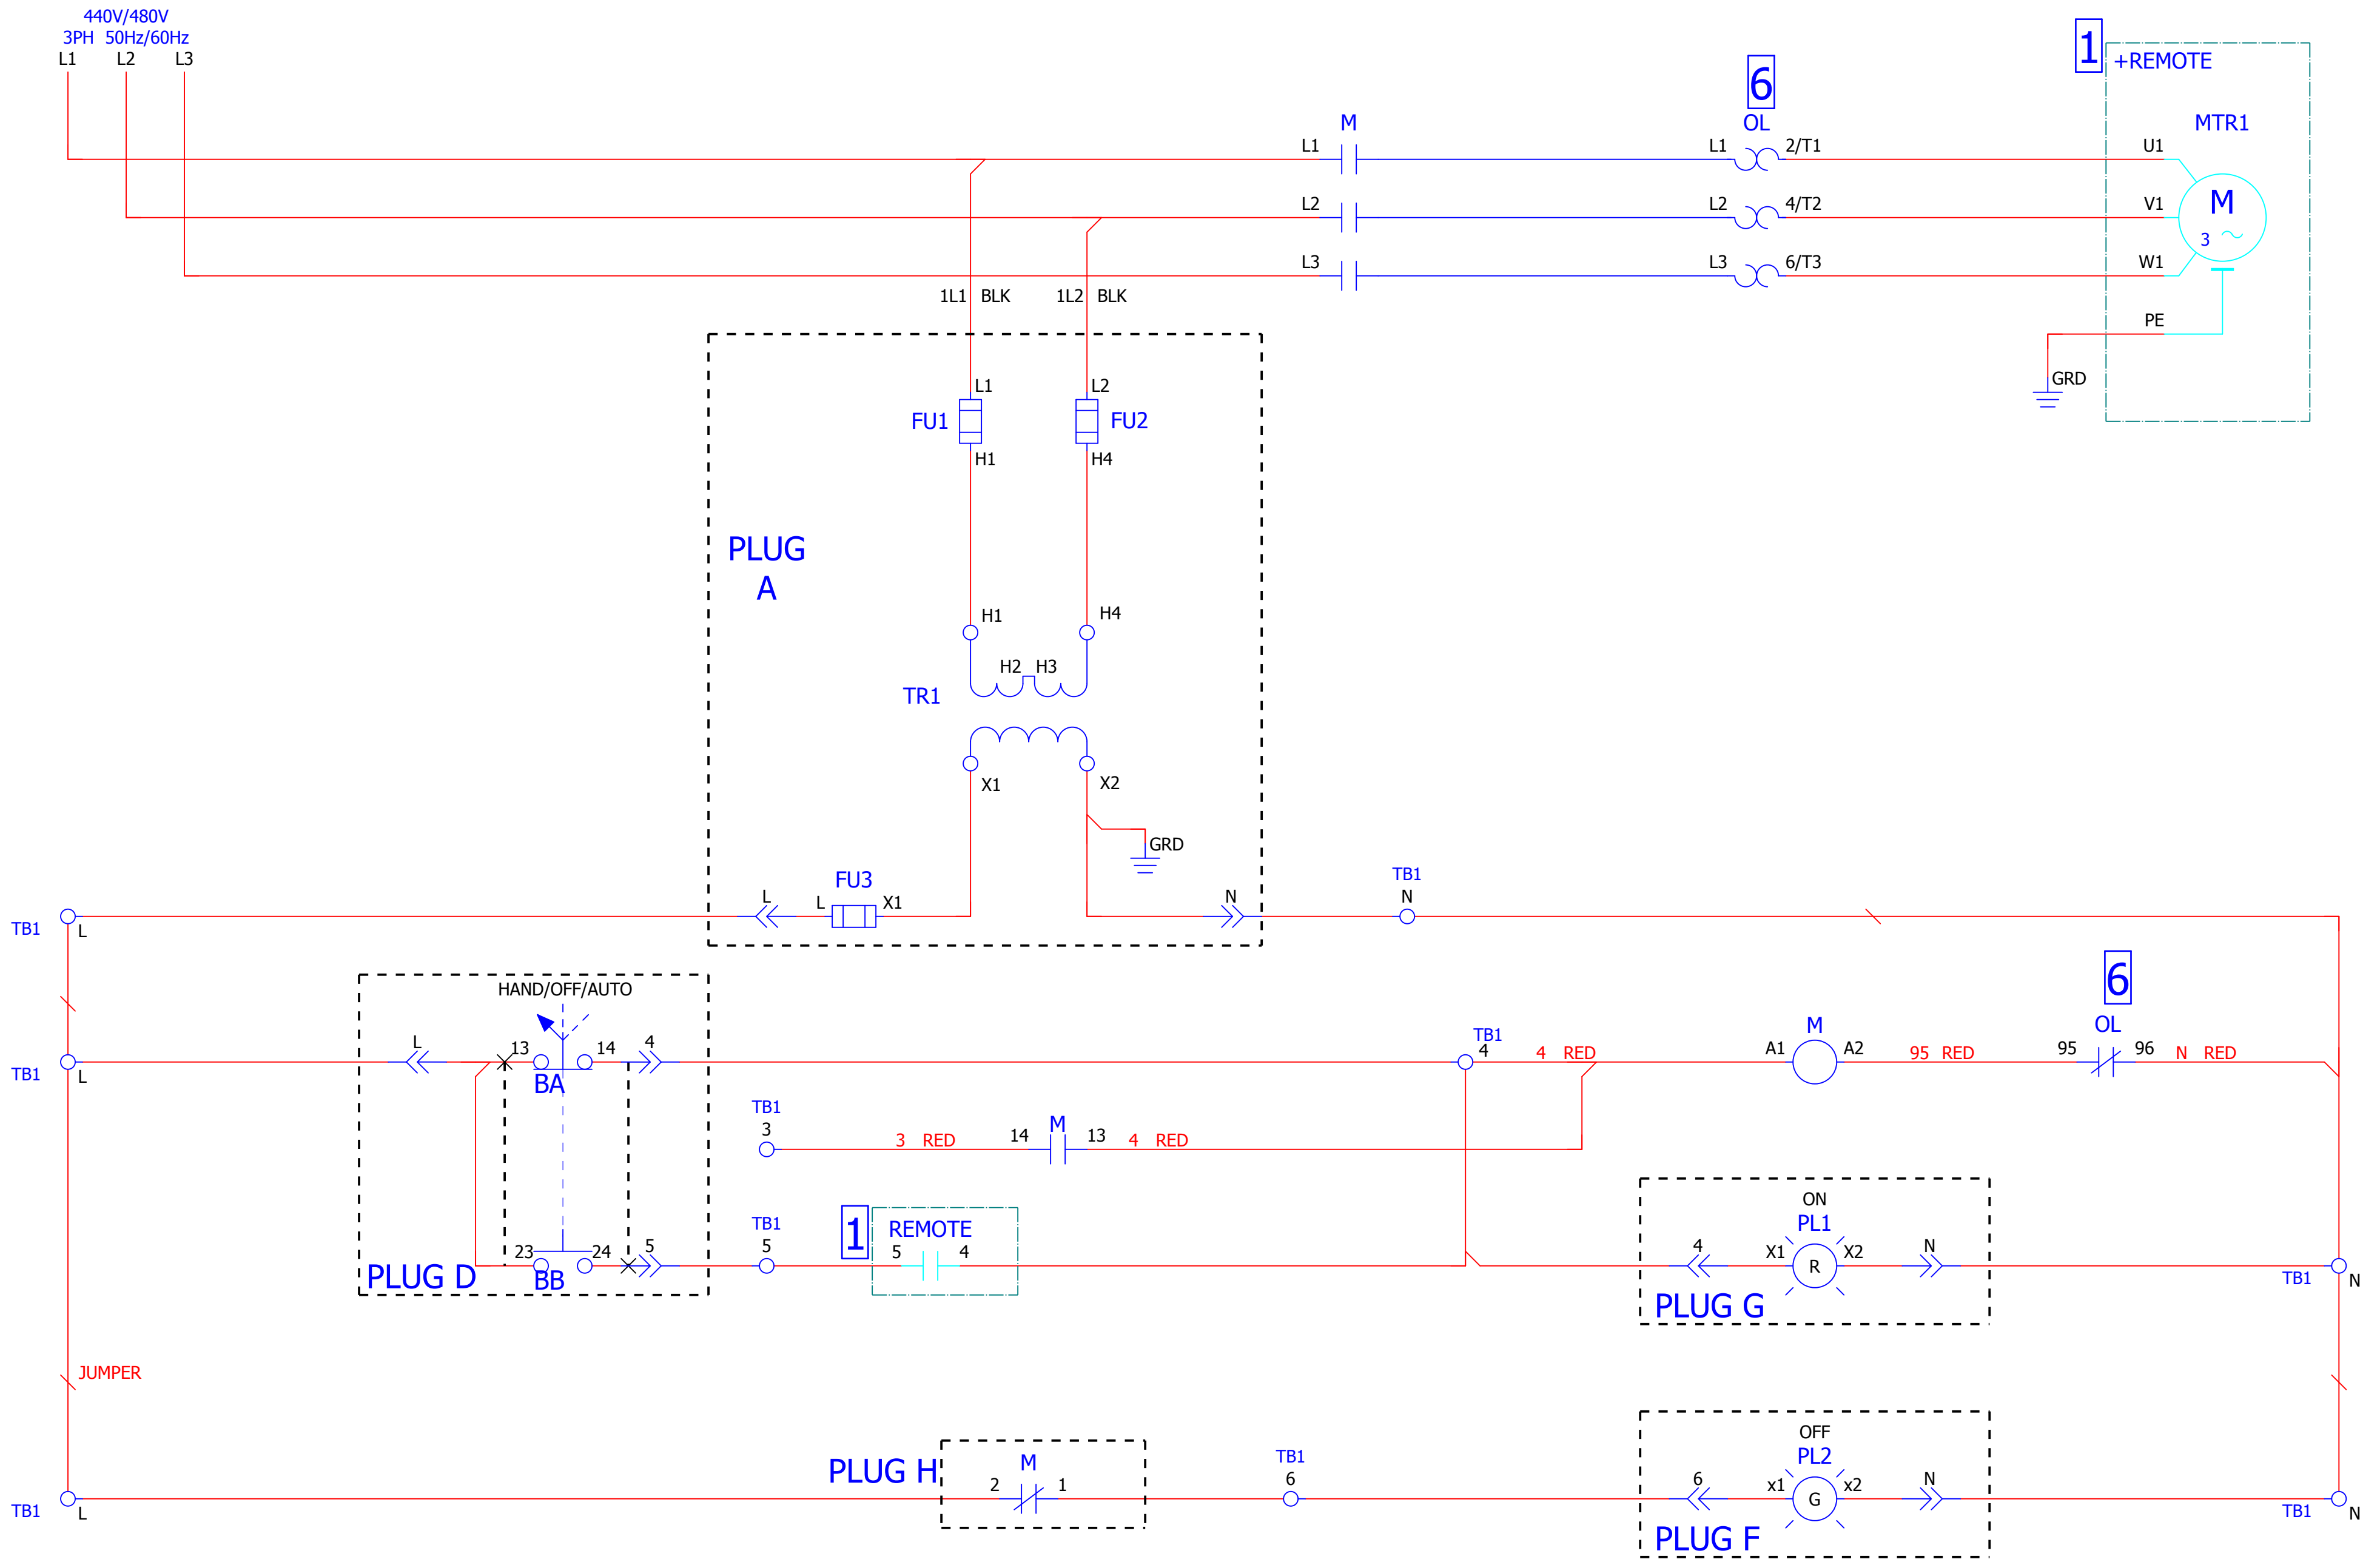 440V/480V
3PH 50Hz/60Hz
L1 L2 L3
1
+REMOTE
6
OL
M
MTR1
L1 L1 2/T1 U1
M
3
L2 L2 4/T2 V1
L3 L3 6/T3 W1
1L1 BLK 1L2 BLK
PE
GRD
L1 L2
FU1 FU2
H1 H4
PLUG
A
H1 H4
H2 H3
TR1
X1 X2
GRD
FU3
L L X1 N
TB1
N
TB1 L
HAND/OFF/AUTO
6
OL
L 13 14 4
BA
TB1
4
4 RED
M
A1 A2
95 RED
95 96
N RED
TB1 L
TB1
3
3 RED
M
14 13
4 RED
23 24 5
BB
PLUG D
TB1
5
1
REMOTE
5 4
ON
PL1
4 X1 R X2 N
PLUG G
TB1 N
JUMPER
PLUG H
M
2 1
TB1
6
OFF
PL2
6 x1 G x2 N
PLUG F
TB1 L
TB1 N